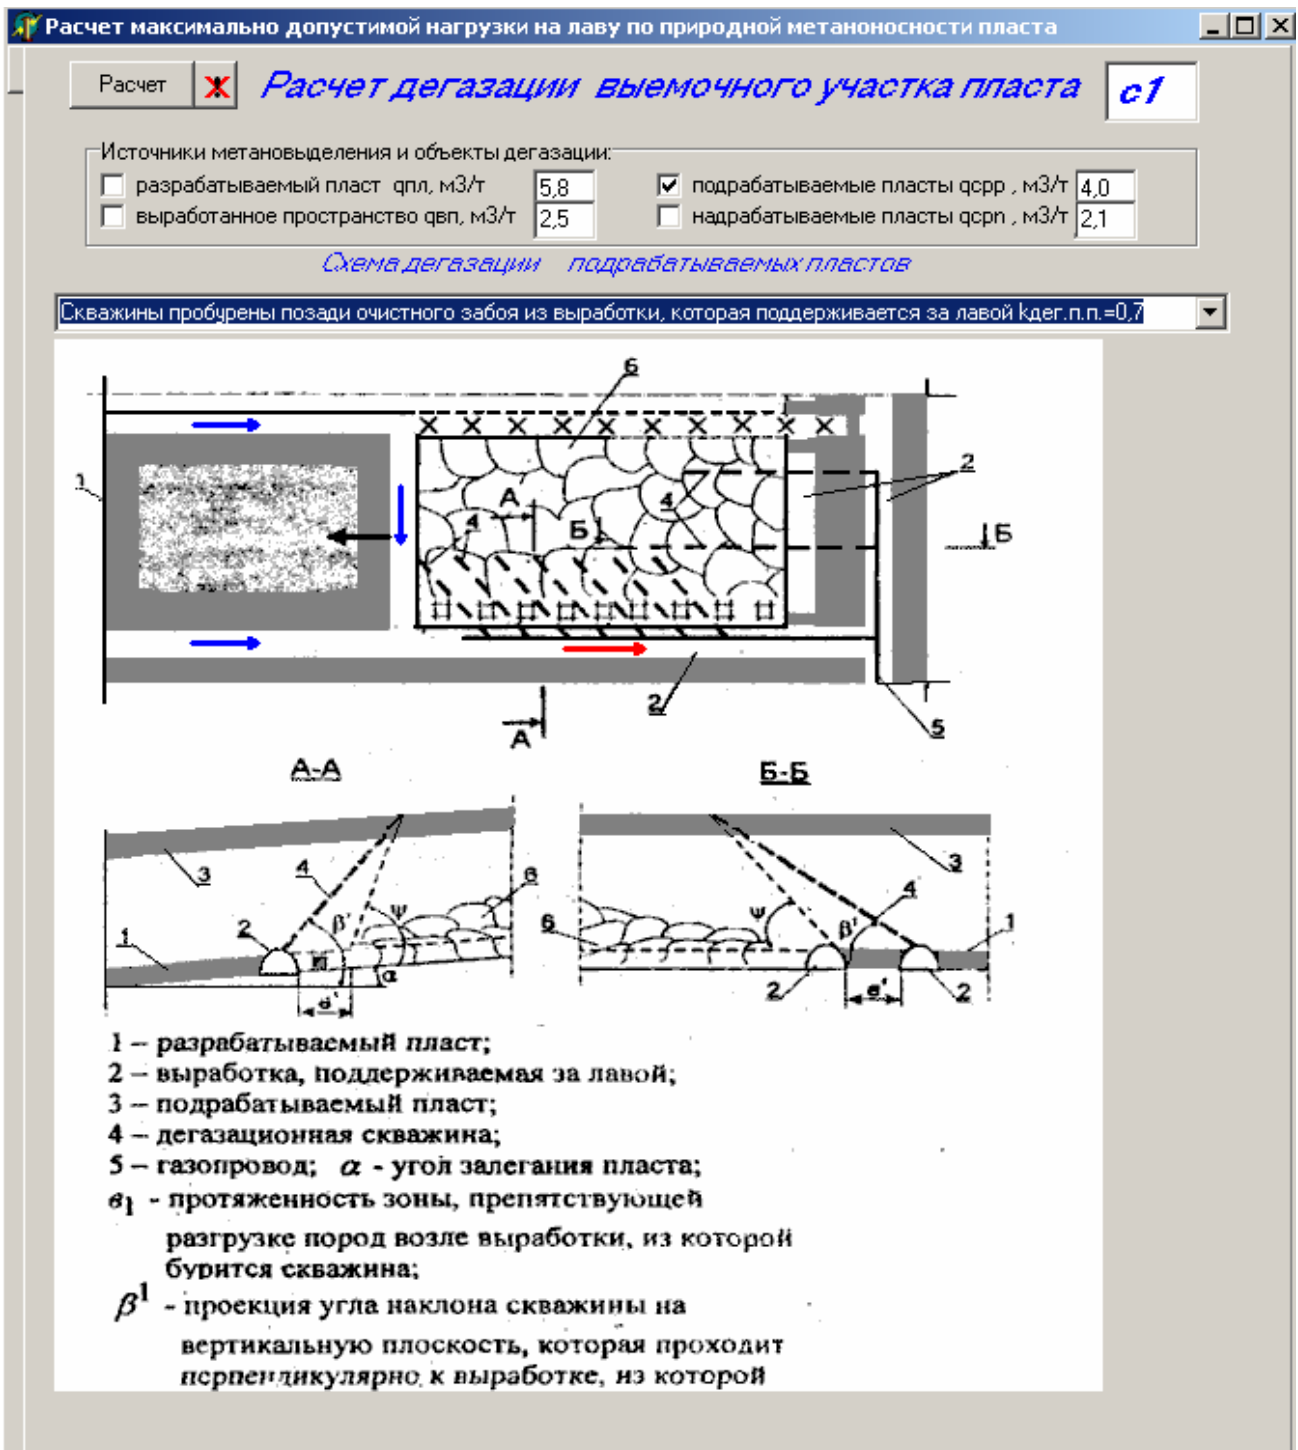 Расчет максимально допустимой нагрузки на лаву по природной метаноносности пласта
Расчет
Расчет дегазации выемочного участка пласта
с1
Источники метановыделения и объекты дегазации:
разрабатываемый пласт qпл, м3/т 5,8
подрабатываемые пласты qсрр , м3/т 4,0
выработанное пространство qвп, м3/т 2,5
надрабатываемые пласты qсрп , м3/т 2,1
Схема дегазации подрабатываемых пластов
Скважины пробурены позади очистного забоя из выработки, которая поддерживается за лавой kдег.п.п.=0,7
6
1
2
4
А
4
Б
Б
2
А
5
А-А
Б-Б
3
4
6
β'
ψ
2
1
α
в'
3
4
ψ
β'
6
1
2
в'
2
1 – разрабатываемый пласт;
2 – выработка, поддерживаемая за лавой;
3 – подрабатываемый пласт;
4 – дегазационная скважина;
5 – газопровод; α - угол залегания пласта;
в1 - протяженность зоны, препятствующей
разгрузке пород возле выработки, из которой
бурится скважина;
β1 - проекция угла наклона скважины на
вертикальную плоскость, которая проходит
перпендикулярно к выработке, из которой